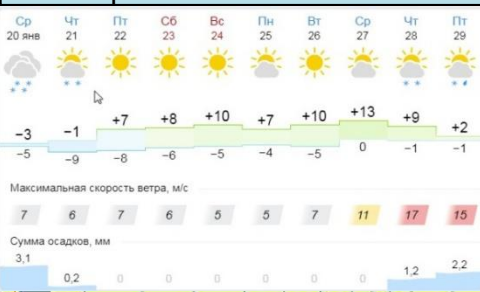 Ср Чт Пт Сб Вс Пн Вт Ср Чт Пт
20 янв 21 22 23 24 25 26 27 28 29
−3 −1 +7 +8 +10 +7 +10 +13 +9 +2
−5 −9 −8 −6 −5 −4 −5 0 −1 −1
Максимальная скорость ветра, м/с
7 6 7 6 5 5 7 11 17 15
Сумма осадков, мм
3,1 0,2 0 0 0 0 0 0 1,2 2,2